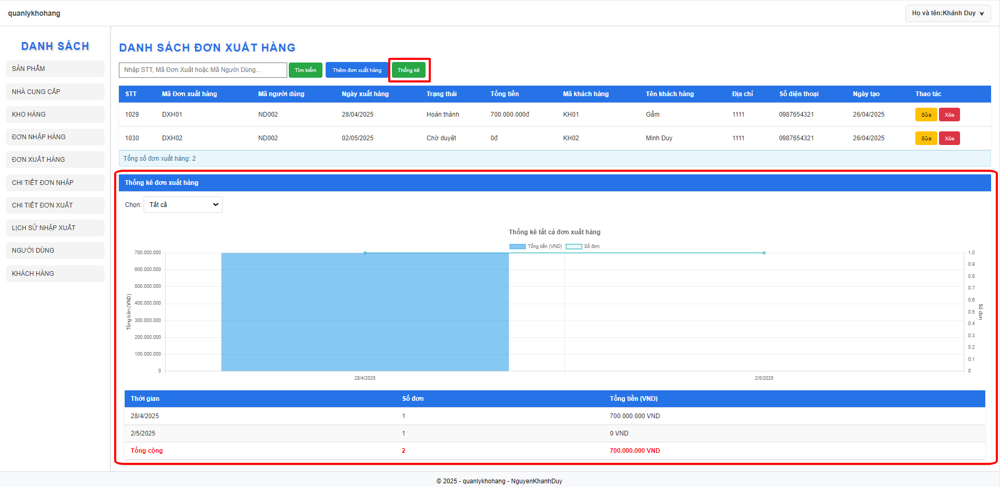 quanlykhohang
Họ và tên:Khánh Duy
DANH SÁCH
SẢN PHẨM
NHÀ CUNG CẤP
KHO HÀNG
ĐƠN NHẬP HÀNG
ĐƠN XUẤT HÀNG
CHI TIẾT ĐƠN NHẬP
CHI TIẾT ĐƠN XUẤT
LỊCH SỬ NHẬP XUẤT
NGƯỜI DÙNG
KHÁCH HÀNG
DANH SÁCH ĐƠN XUẤT HÀNG
Nhập STT, Mã Đơn Xuất hoặc Mã Người Dùng... Tìm kiếm Thêm đơn xuất hàng Thống kê
STT Mã Đơn xuất hàng Mã người dùng Ngày xuất hàng Trạng thái Tổng tiền Mã khách hàng Tên khách hàng Địa chỉ Số điện thoại Ngày tạo Thao tác
1029 DXH01 ND002 28/04/2025 Hoàn thành 700.000.000đ KH01 Gấm 1111 0987654321 26/04/2025 Sửa Xóa
1030 DXH02 ND002 02/05/2025 Chờ duyệt 0đ KH02 Minh Duy 1111 0987654321 26/04/2025 Sửa Xóa
Tổng số đơn xuất hàng: 2
Thống kê đơn xuất hàng
Chọn: Tất cả
Thống kê tất cả đơn xuất hàng
Tổng tiền (VND) Số đơn
700.000.000
600.000.000
500.000.000
400.000.000
300.000.000
200.000.000
100.000.000
0
Tổng tiền (VND)
1.0
0.9
0.8
0.7
0.6
0.5
0.4
0.3
0.2
0.1
0
Số đơn
28/4/2025 2/5/2025
Thời gian Số đơn Tổng tiền (VND)
28/4/2025 1 700.000.000 VND
2/5/2025 1 0 VND
Tổng cộng 2 700.000.000 VND
© 2025 - quanlykhohang - NguyenKhanhDuy